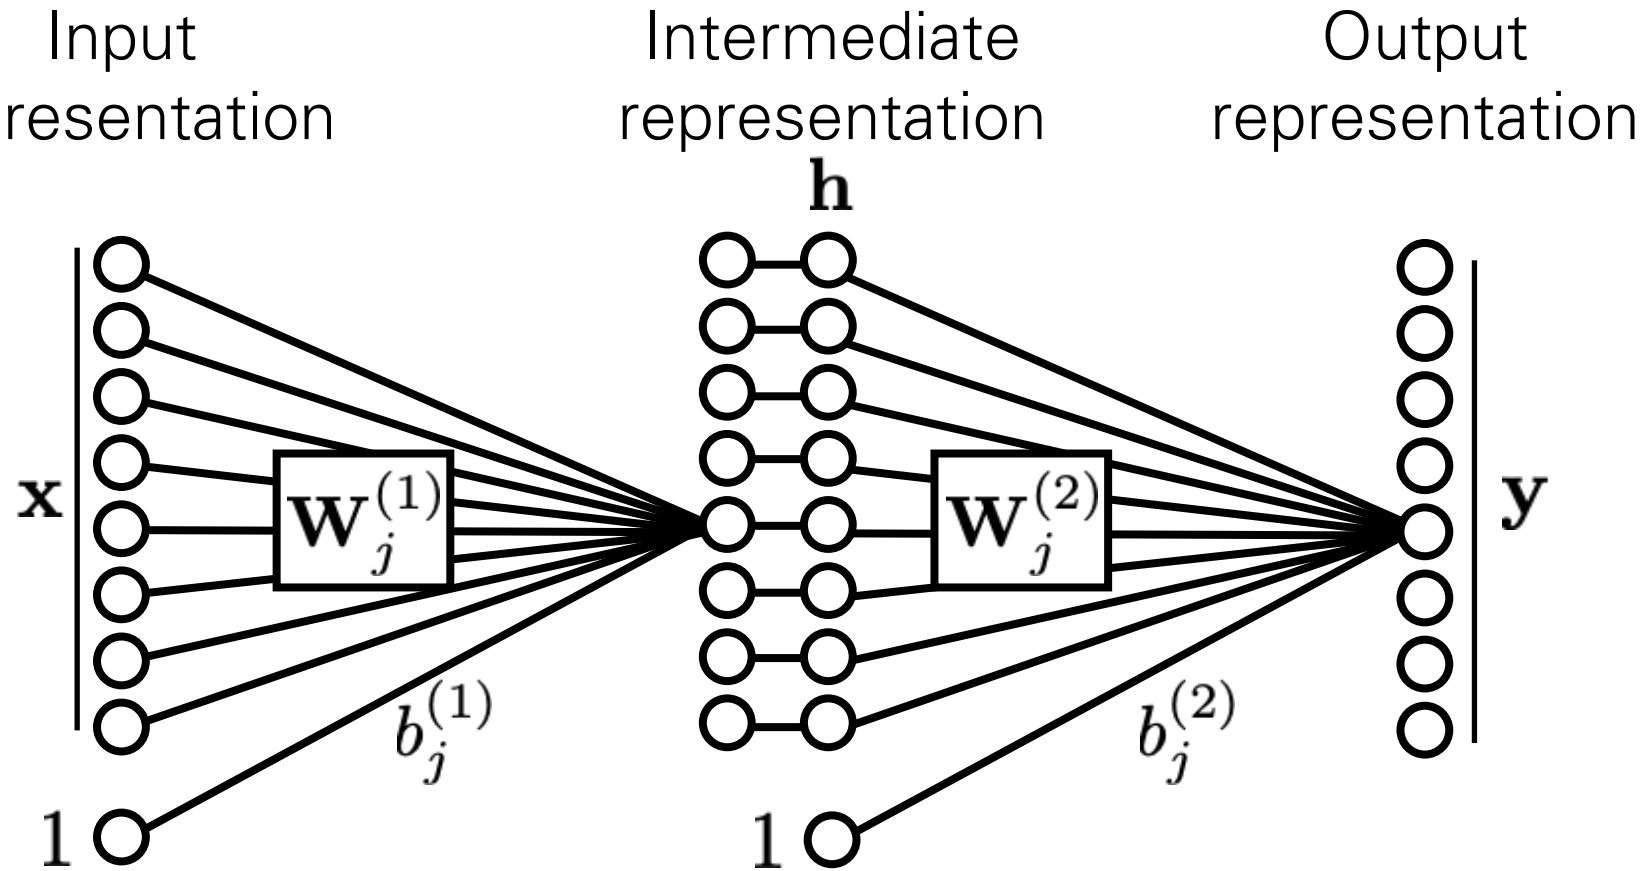 Input
resentation
Intermediate
representation
Output
representation
h
x
W_j^{(1)}
W_j^{(2)}
y
b_j^{(1)}
b_j^{(2)}
1
1